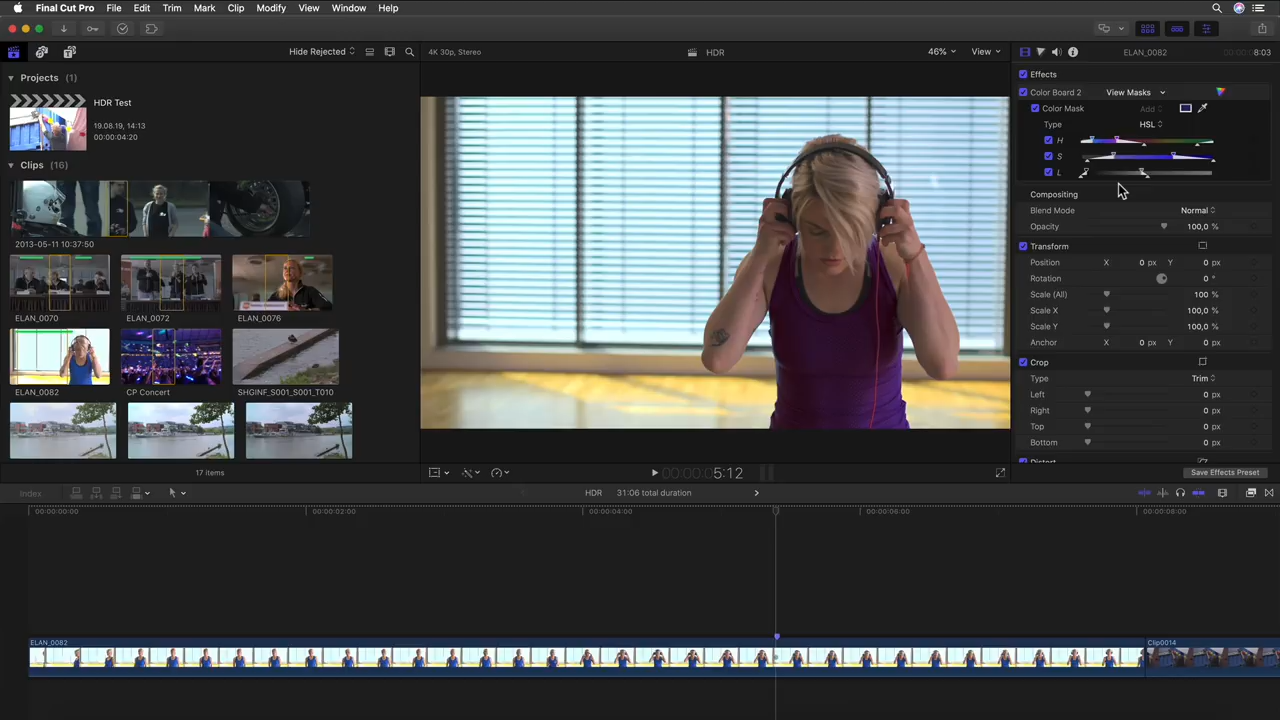 Final Cut Pro File Edit Trim Mark Clip Modify View Window Help
Hide Rejected
4K 30p, Stereo HDR 46% View
ELAN_0082 8:03
Projects (1)
HDR Test
19.08.19, 14:13
00:00:04:20
Clips (16)
2013-05-11 10:37:50
ELAN_0070 ELAN_0072 ELAN_0076
ELAN_0082 CP Concert SHGINF_S001_S001_T010
17 items
00:00:00:05:12
Effects
Color Board 2 View Masks
Color Mask Add
Type HSL
H
S
L
Compositing
Blend Mode Normal
Opacity 100,0 %
Transform
Position X 0 px Y 0 px
Rotation 0 °
Scale (All) 100 %
Scale X 100,0 %
Scale Y 100,0 %
Anchor X 0 px Y 0 px
Crop
Type Trim
Left 0 px
Right 0 px
Top 0 px
Bottom 0 px
Distort
Save Effects Preset
Index HDR 31:06 total duration
00:00:00:00 00:00:02:00 00:00:04:00 00:00:06:00 00:00:08:00
ELAN_0082 Clip0014